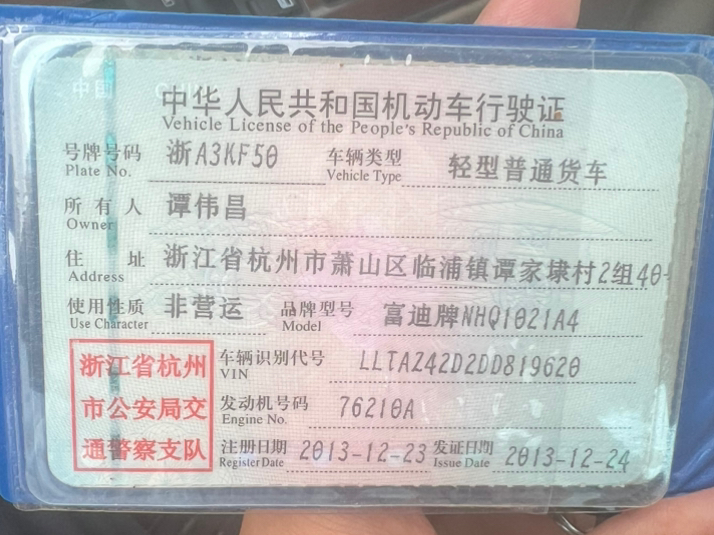 中国 CHINA
中华人民共和国机动车行驶证
Vehicle License of the People's Republic of China
号牌号码 浙A3KF50 车辆类型 轻型普通货车
Plate No. Vehicle Type
所有人 谭伟昌
Owner
住址 浙江省杭州市萧山区临浦镇谭家埭村2组40
Address
使用性质 非营运 品牌型号 富迪牌NHQ1021A4
Use Character Model
浙江省杭州 车辆识别代号 LLTAZ42D2DD819620
VIN
市公安局交 发动机号码 76210A
Engine No.
通警察支队 注册日期 2013-12-23 发证日期 2013-12-24
Register Date Issue Date